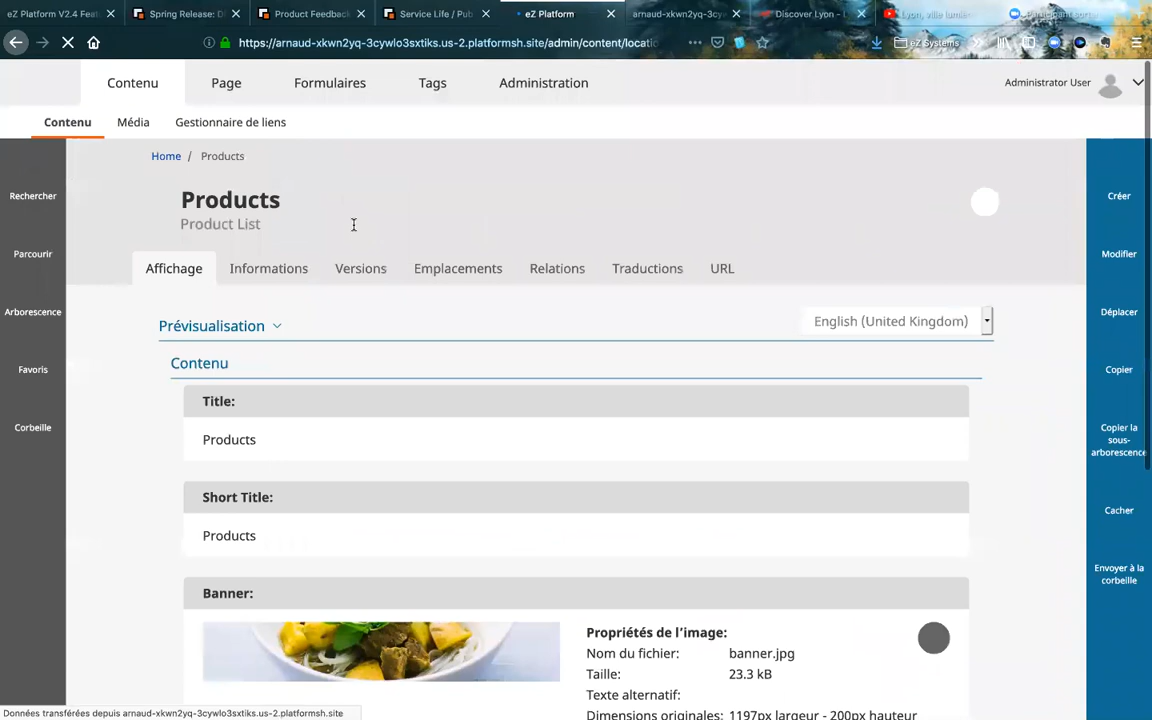 eZ Platform V2.4 Feat
Spring Release: D
Product Feedback
Service Life / Pub
eZ Platform
arnaud-xkwn2yq-3cyw
Discover Lyon - 
Lyon, ville lumièr
https://arnaud-xkwn2yq-3cywlo3sxtiks.us-2.platformsh.site/admin/content/locatio
eZ Systems
Contenu
Page
Formulaires
Tags
Administration
Administrator User
Contenu
Média
Gestionnaire de liens
Home / Products
Rechercher
Parcourir
Arborescence
Favoris
Corbeille
Products
Product List
Affichage
Informations
Versions
Emplacements
Relations
Traductions
URL
Prévisualisation
English (United Kingdom)
Contenu
Title:
Products
Short Title:
Products
Banner:
Propriétés de l’image:
Nom du fichier: banner.jpg
Taille: 23.3 kB
Texte alternatif:
Dimensions originales: 1197px largeur - 200px hauteur
Créer
Modifier
Déplacer
Copier
Copier la
sous-
arborescence
Cacher
Envoyer à la
corbeille
Données transférées depuis arnaud-xkwn2yq-3cywlo3sxtiks.us-2.platformsh.site